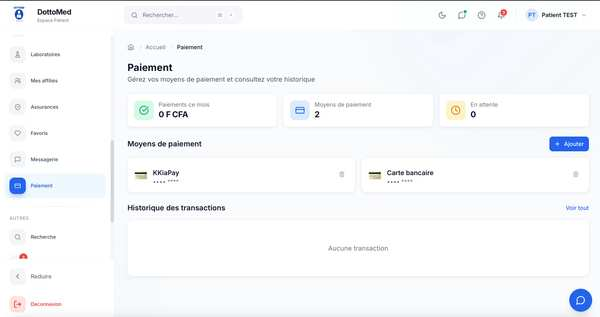 DottoMed
Espace Patient
Rechercher...
⌘ K
PT
Patient TEST
Laboratoires
Mes affiliés
Assurances
Favoris
Messagerie
Paiement
AUTRES
Recherche
Reduire
Déconnexion
Accueil / Paiement
Paiement
Gérez vos moyens de paiement et consultez votre historique
Paiements ce mois
0 F CFA
Moyens de paiement
2
En attente
0
Moyens de paiement
+ Ajouter
KKiaPay
•••• ****
Carte bancaire
•••• ****
Historique des transactions
Voir tout
Aucune transaction